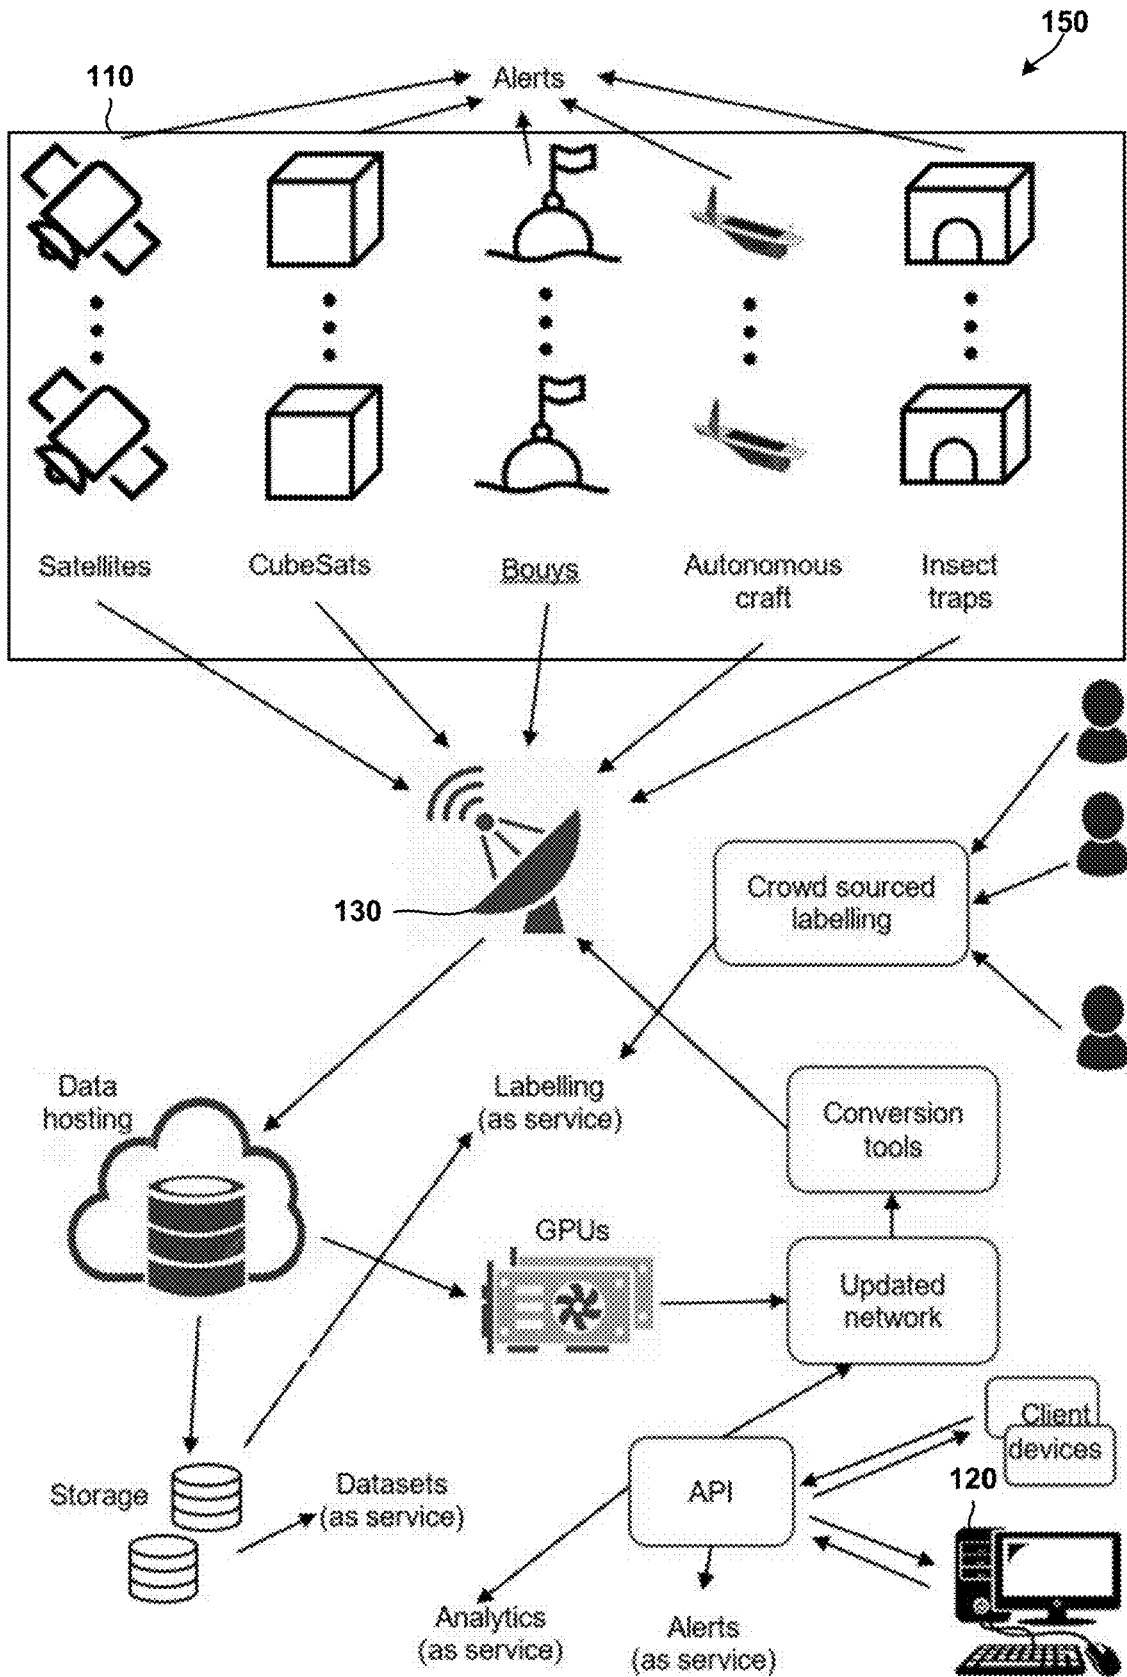 150
110
Alerts
Satellites
CubeSats
Bouys
Autonomous
craft
Insect
traps
130
Crowd sourced
labelling
Data
hosting
Labelling
(as service)
Conversion
tools
GPUs
Updated
network
Client
devices
120
Storage
Datasets
(as service)
API
Analytics
(as service)
Alerts
(as service)